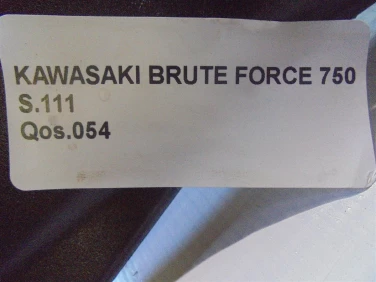 KAWASAKI BRUTE FORCE 750
S.111
Qos.054